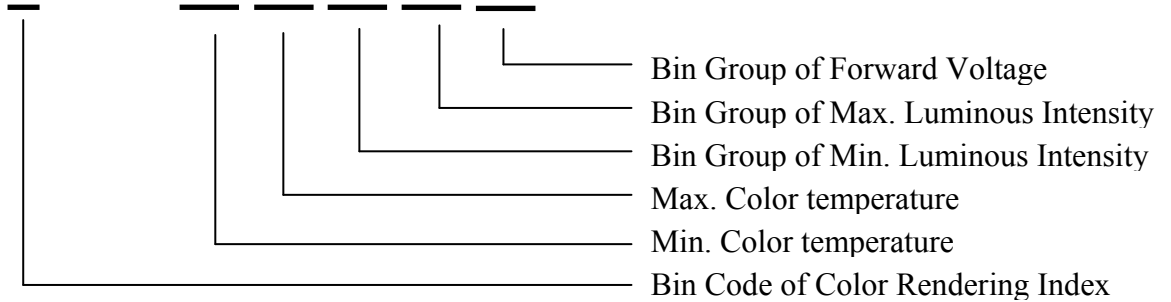 Bin Group of Forward Voltage
Bin Group of Max. Luminous Intensity
Bin Group of Min. Luminous Intensity
Max. Color temperature
Min. Color temperature
Bin Code of Color Rendering Index